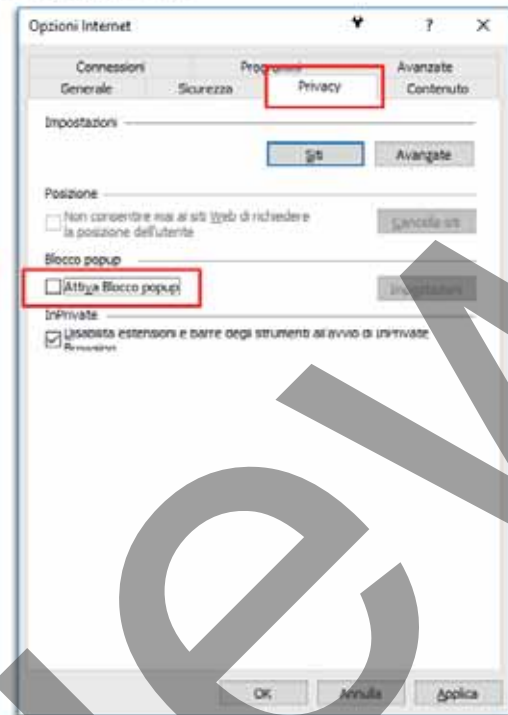 Opzioni Internet ? ×
Connessioni Programmi Avanzate
Generale Sicurezza Privacy Contenuto
Impostazioni
Siti Avanzate
Posizione
Non consentire mai ai siti Web di richiedere
la posizione dell'utente
Cancella siti
Blocco popup
Attiva Blocco popup
Impostazioni
InPrivate
Disabilita estensioni e barre degli strumenti all'avvio di InPrivate
Browsing
OK Annulla Applica